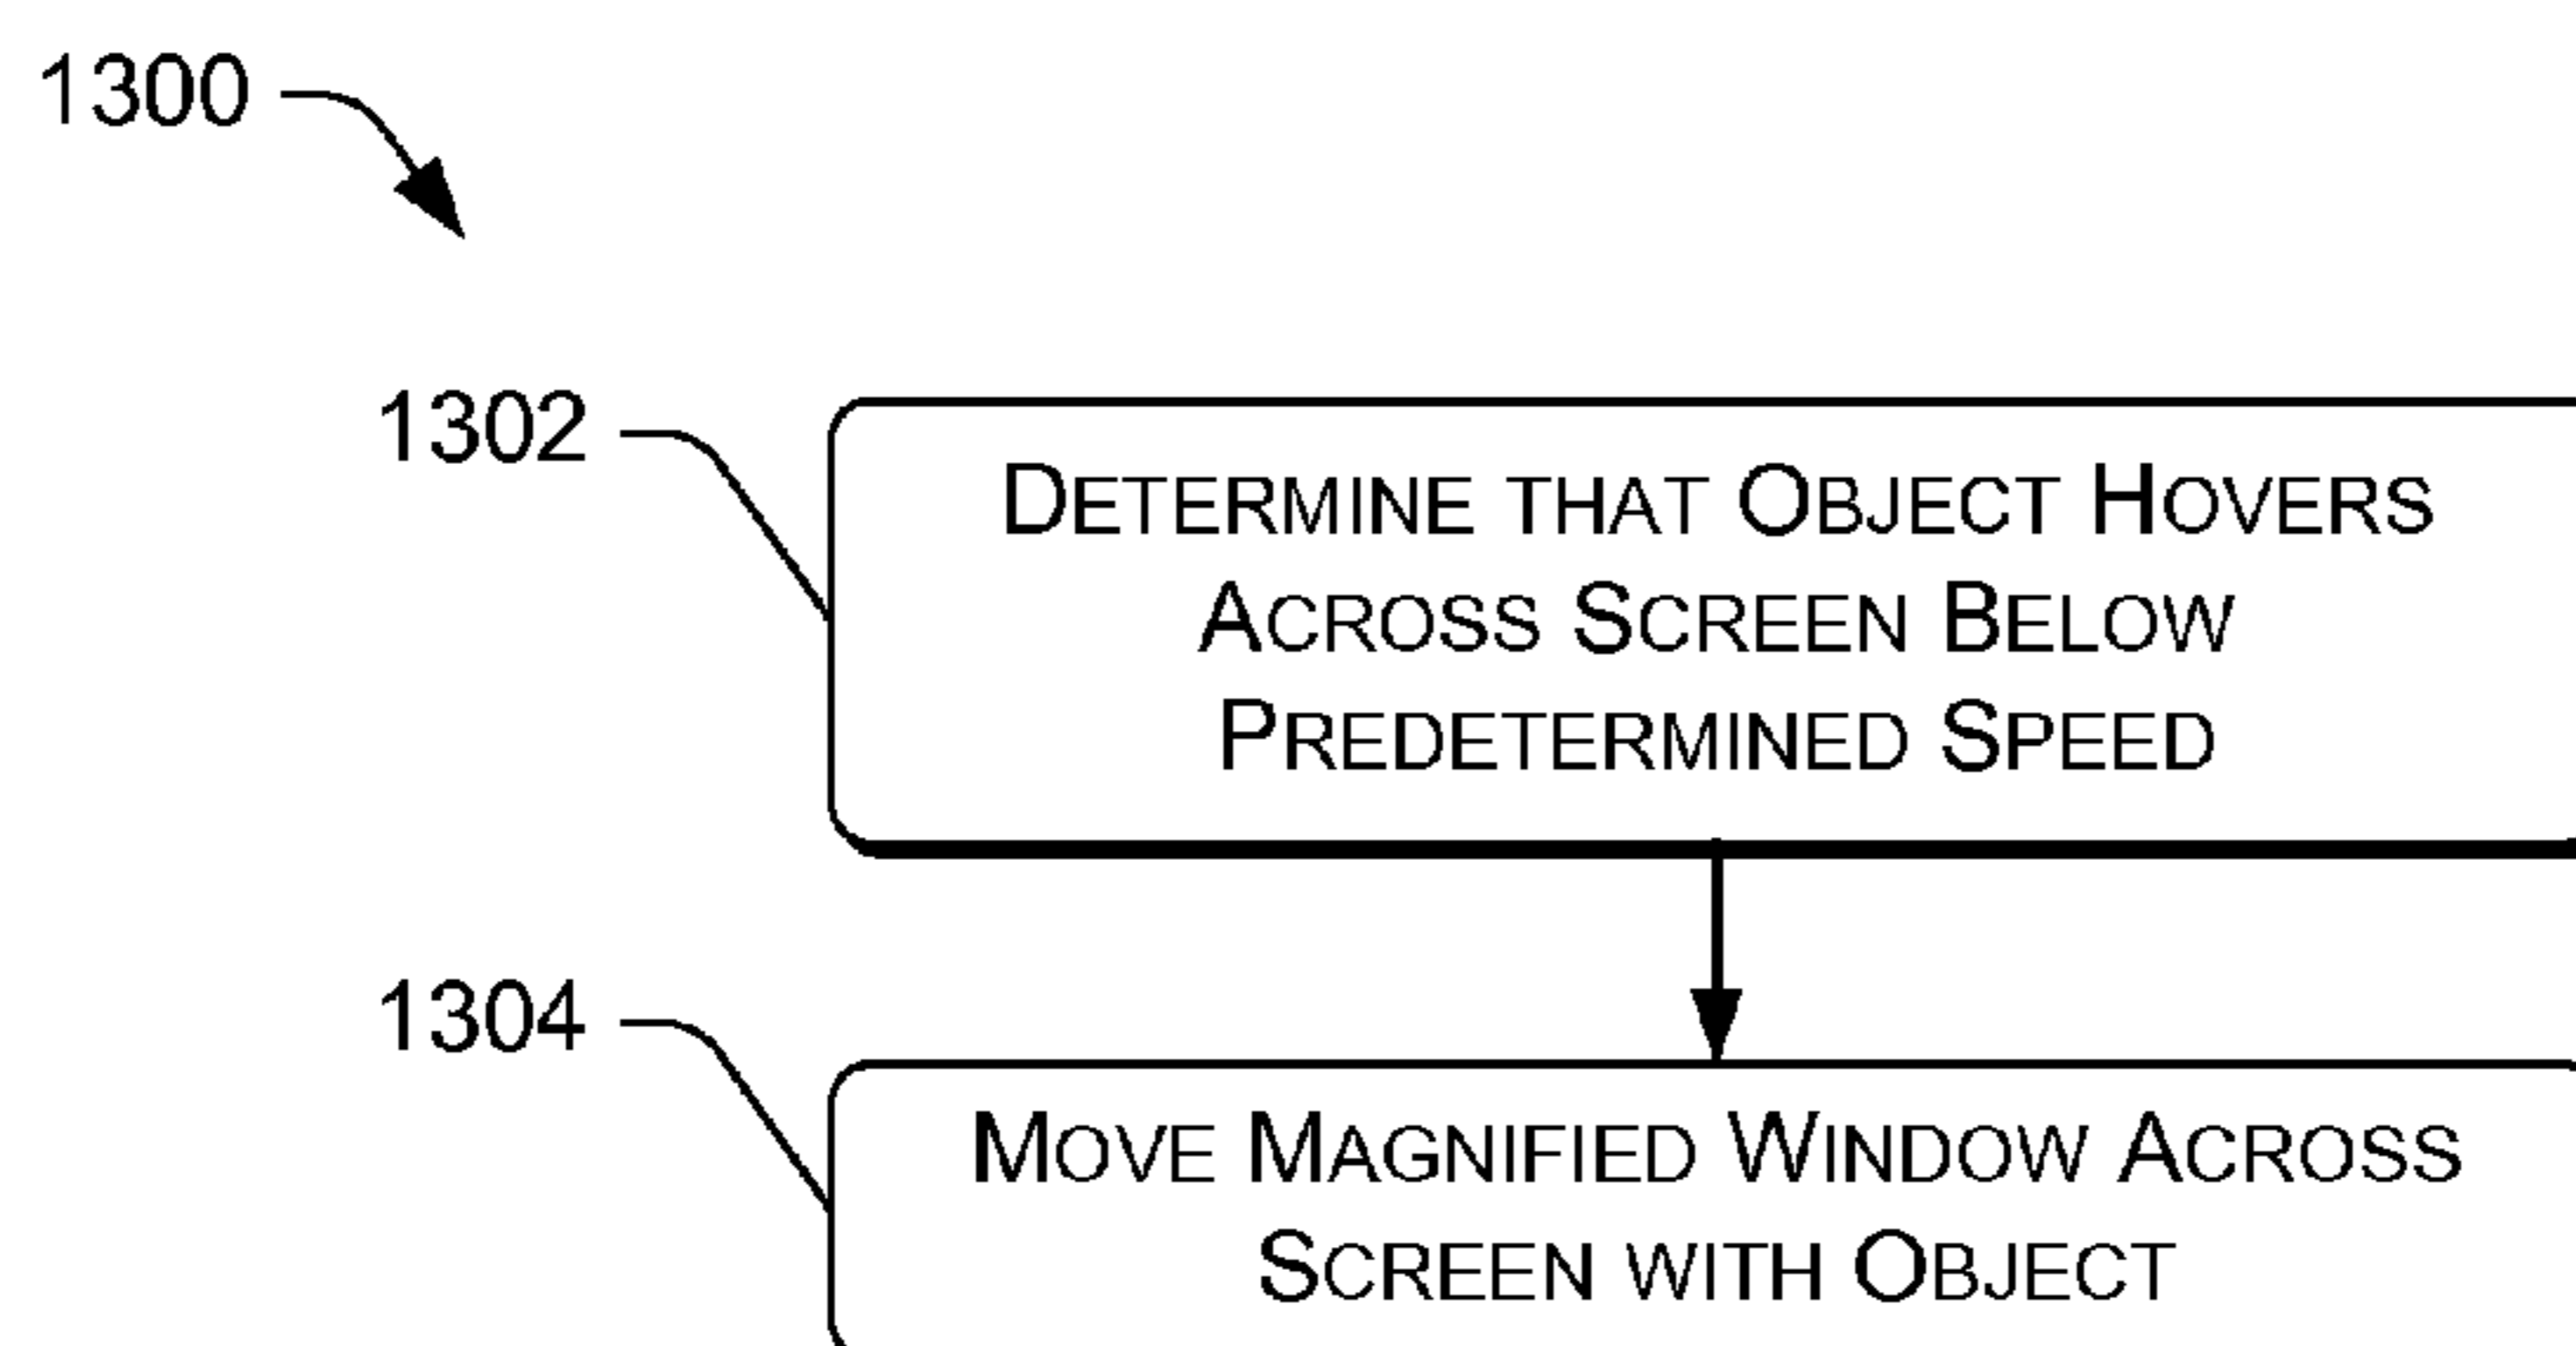 1300
1302
Determine that Object Hovers
Across Screen Below
Predetermined Speed
1304
Move Magnified Window Across
Screen with Object